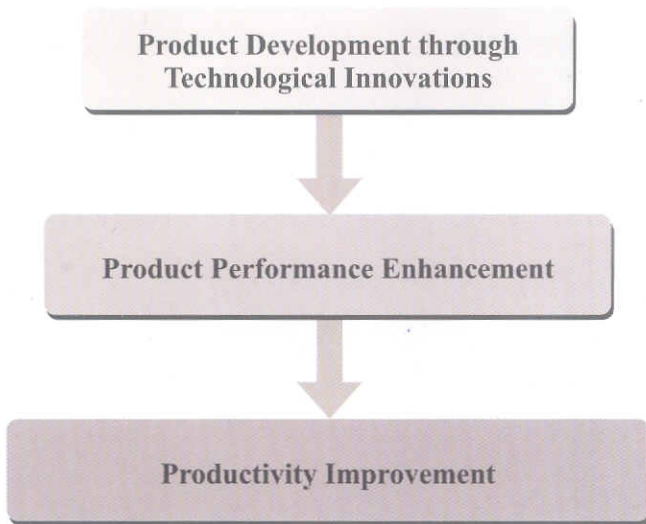 Product Development through
Technological Innovations
Product Performance Enhancement
Productivity Improvement